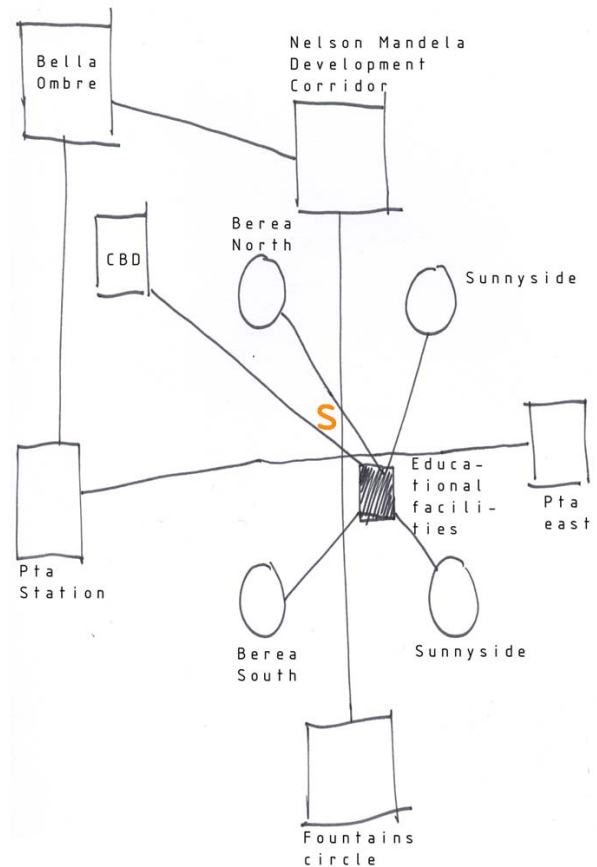 Bella
Ombre
Nelson Mandela
Development
Corridor
CBD
Berea
North
Sunnyside
S
Educa-
tional
facili-
ties
Pta
east
Pta
Station
Berea
South
Sunnyside
Fountains
circle